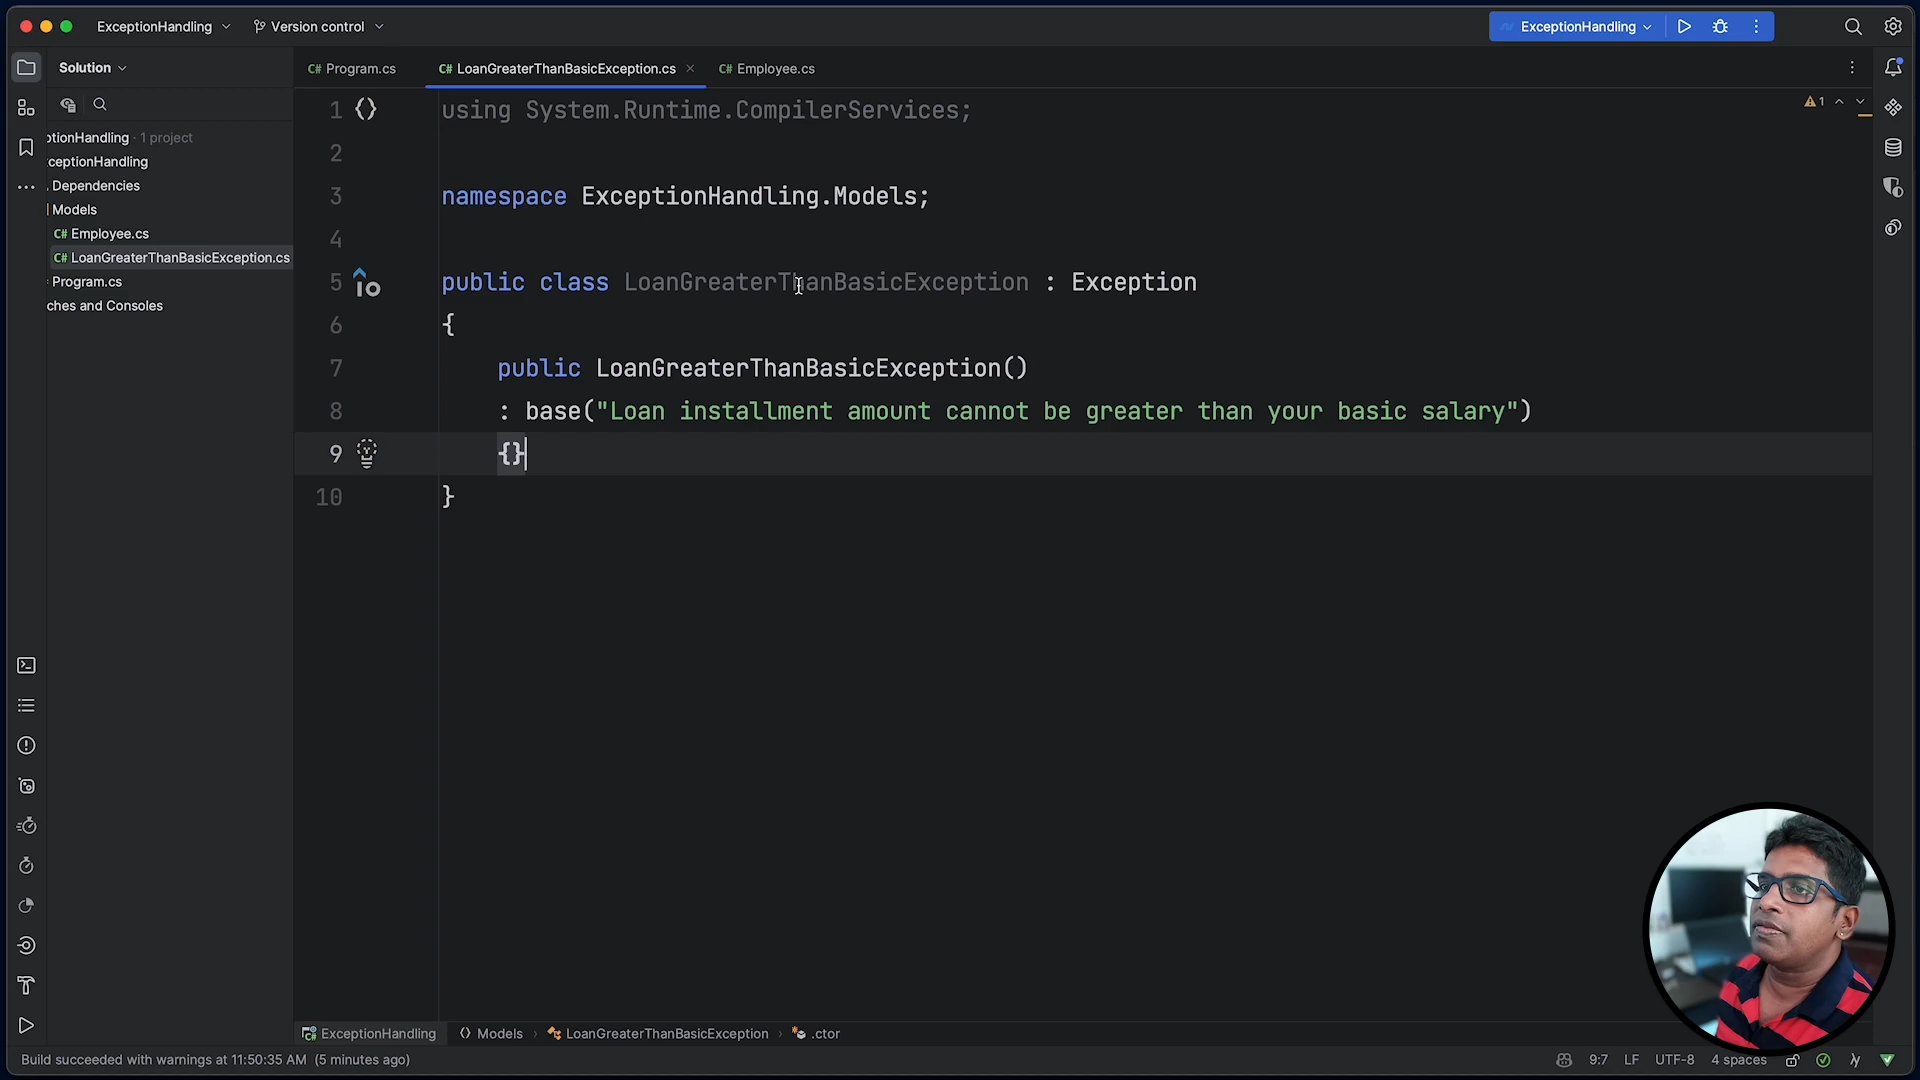 ExceptionHandling
Version control
ExceptionHandling
Solution
C# Program.cs
C# LoanGreaterThanBasicException.cs
C# Employee.cs
ptionHandling · 1 project
ceptionHandling
Dependencies
Models
C# Employee.cs
C# LoanGreaterThanBasicException.cs
Program.cs
ches and Consoles
1 using System.Runtime.CompilerServices;
1
2
3 namespace ExceptionHandling.Models;
4
5 public class LoanGreaterThanBasicException : Exception
6 {
7 public LoanGreaterThanBasicException()
8 : base("Loan installment amount cannot be greater than your basic salary")
9 {}
10 }
ExceptionHandling
Models
LoanGreaterThanBasicException
.ctor
Build succeeded with warnings at 11:50:35 AM (5 minutes ago)
9:7 LF UTF-8 4 spaces